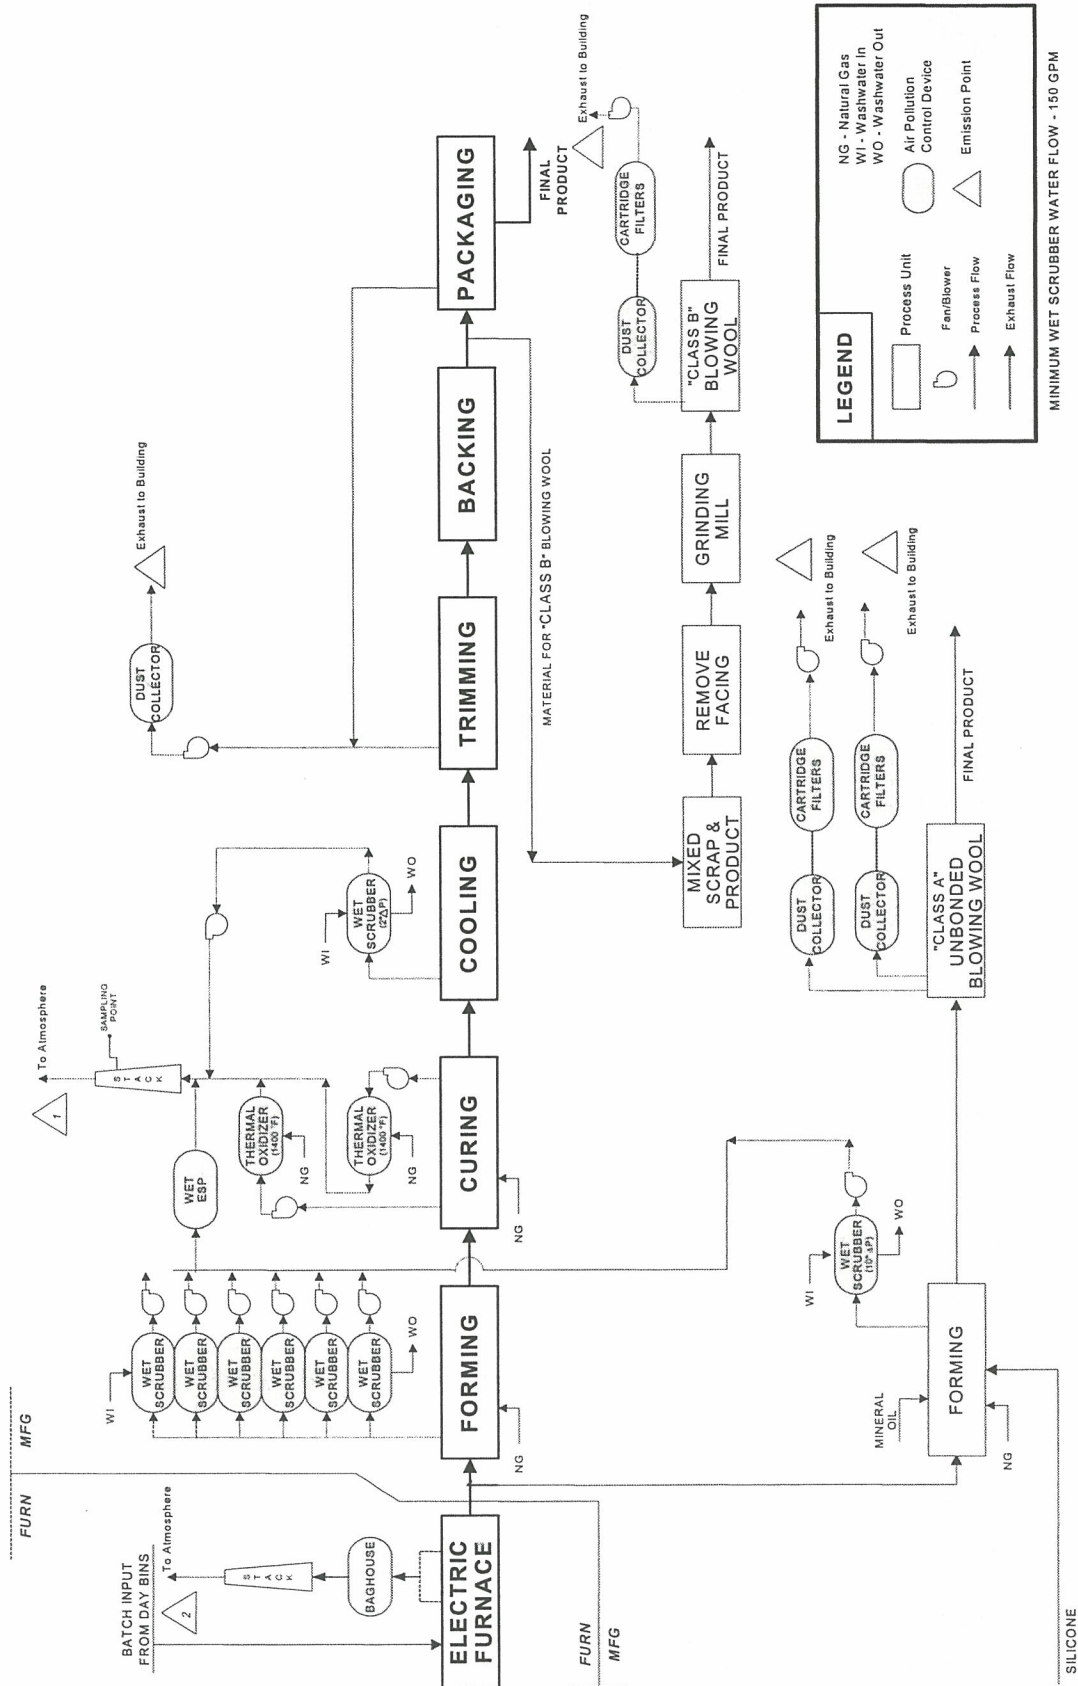 FURN
MFG
BATCH INPUT
FROM DAY BINS
To Atmosphere
2
STACK
BAGHOUSE
ELECTRIC
FURNACE
FURN
MFG
WI
WET
SCRUBBER
WET
SCRUBBER
WET
SCRUBBER
WET
SCRUBBER
WET
SCRUBBER
WET
SCRUBBER
WO
FORMING
NG
To Atmosphere
1
SAMPLING
POINT
STACK
WET
ESP
THERMAL
OXIDIZER
(1400 °F)
NG
THERMAL
OXIDIZER
(1400 °F)
NG
CURING
NG
WI
WET
SCRUBBER
(2"ΔP)
WO
COOLING
DUST
COLLECTOR
Exhaust to Building
TRIMMING
BACKING
PACKAGING
FINAL
PRODUCT
MATERIAL FOR "CLASS B" BLOWING WOOL
MIXED
SCRAP &
PRODUCT
REMOVE
FACING
GRINDING
MILL
"CLASS B"
BLOWING
WOOL
FINAL PRODUCT
DUST
COLLECTOR
CARTRIDGE
FILTERS
Exhaust to Building
WI
WET
SCRUBBER
(10" ΔP)
WO
MINERAL
OIL
FORMING
NG
SILICONE
"CLASS A"
UNBONDED
BLOWING WOOL
FINAL PRODUCT
DUST
COLLECTOR
CARTRIDGE
FILTERS
Exhaust to Building
DUST
COLLECTOR
CARTRIDGE
FILTERS
Exhaust to Building
LEGEND
NG - Natural Gas
WI - Washwater In
WO - Washwater Out
Process Unit
Air Pollution
Control Device
Fan/Blower
Emission Point
Process Flow
Exhaust Flow
MINIMUM WET SCRUBBER WATER FLOW - 150 GPM